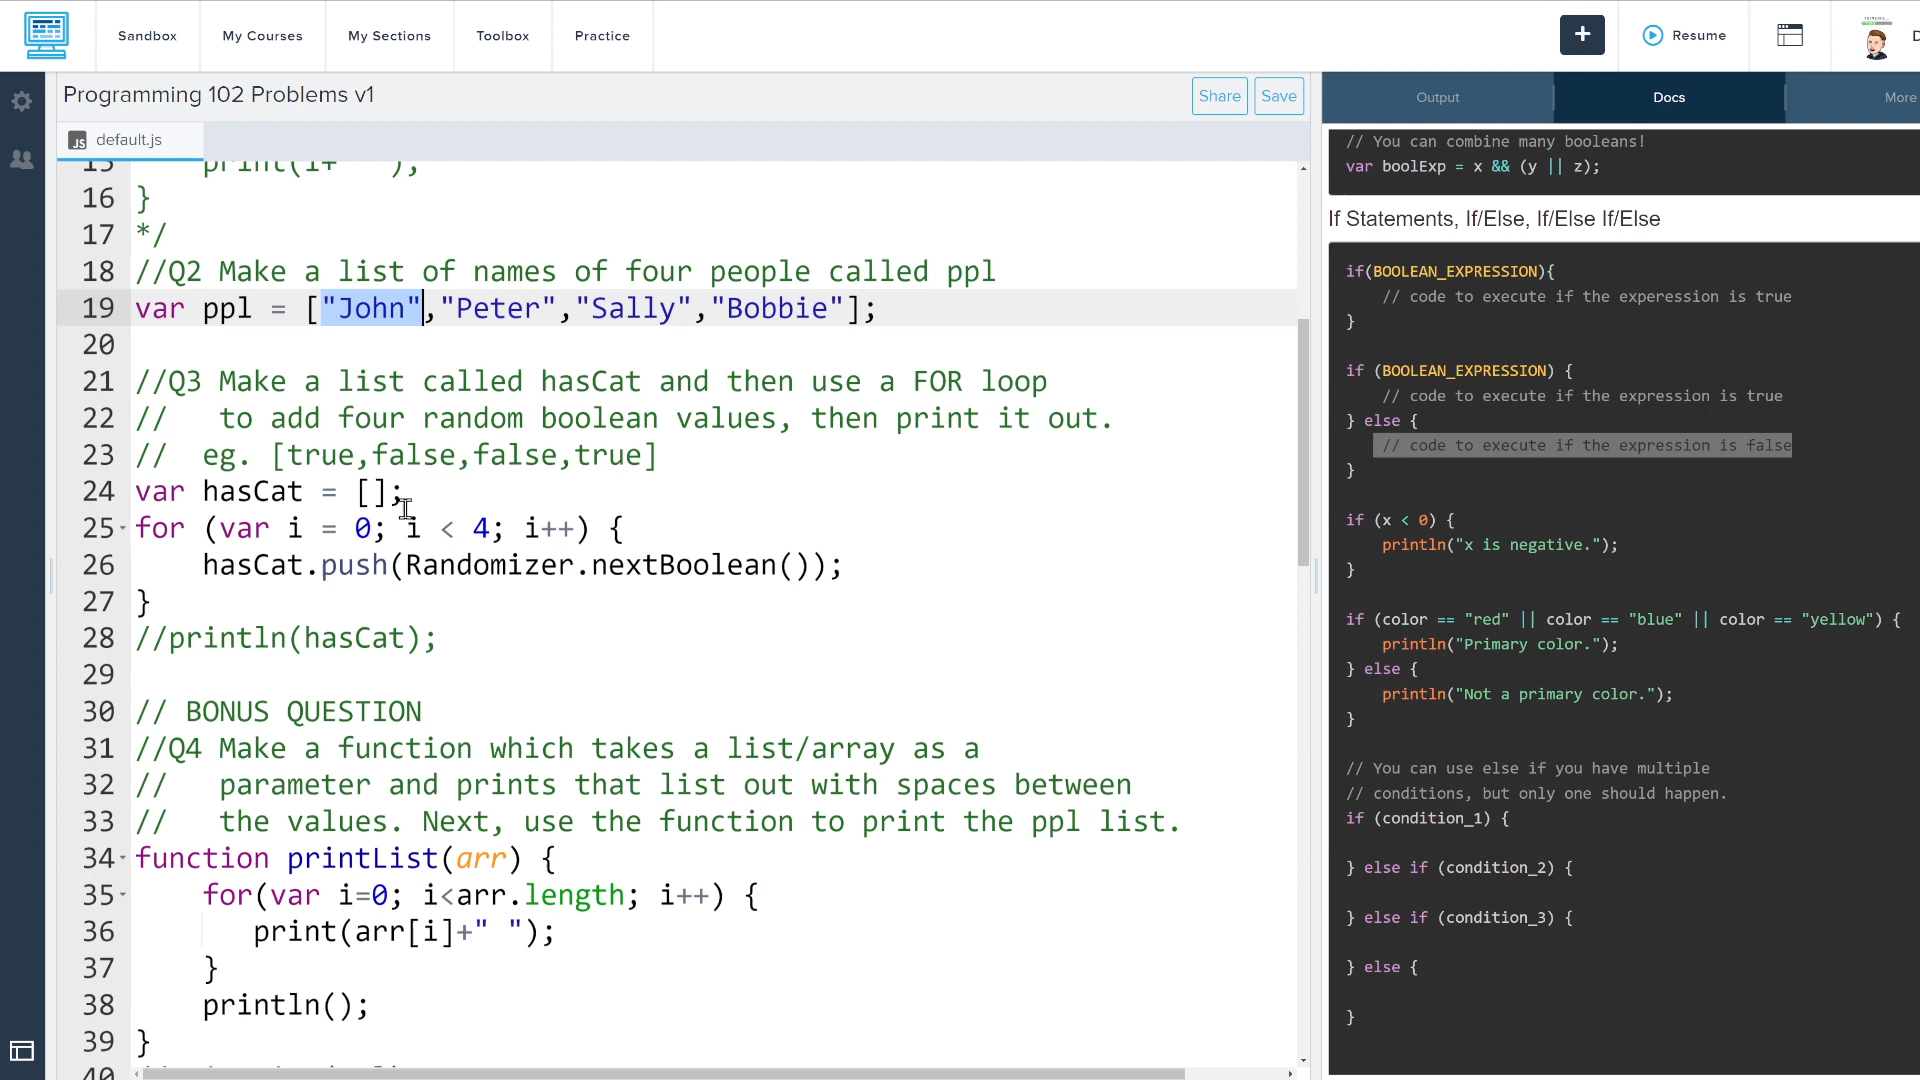 Sandbox
My Courses
My Sections
Toolbox
Practice
+
Resume
Programming 102 Problems v1
Share
Save
JS default.js
15 print(i+" ");
16 }
17 */
18 //Q2 Make a list of names of four people called ppl
19 var ppl = ["John","Peter","Sally","Bobbie"];
20
21 //Q3 Make a list called hasCat and then use a FOR loop
22 //   to add four random boolean values, then print it out.
23 //  eg. [true,false,false,true]
24 var hasCat = [];
25 for (var i = 0; i < 4; i++) {
26     hasCat.push(Randomizer.nextBoolean());
27 }
28 //println(hasCat);
29
30 // BONUS QUESTION
31 //Q4 Make a function which takes a list/array as a
32 //   parameter and prints that list out with spaces between
33 //   the values. Next, use the function to print the ppl list.
34 function printList(arr) {
35     for(var i=0; i<arr.length; i++) {
36        print(arr[i]+" ");
37     }
38     println();
39 }
40
Output
Docs
More
// You can combine many booleans!
var boolExp = x && (y || z);
If Statements, If/Else, If/Else If/Else
if(BOOLEAN_EXPRESSION){
    // code to execute if the experession is true
}
if (BOOLEAN_EXPRESSION) {
    // code to execute if the expression is true
} else {
   // code to execute if the expression is false
}
if (x < 0) {
    println("x is negative.");
}
if (color == "red" || color == "blue" || color == "yellow") {
    println("Primary color.");
} else {
    println("Not a primary color.");
}
// You can use else if you have multiple
// conditions, but only one should happen.
if (condition_1) {
} else if (condition_2) {
} else if (condition_3) {
} else {
}